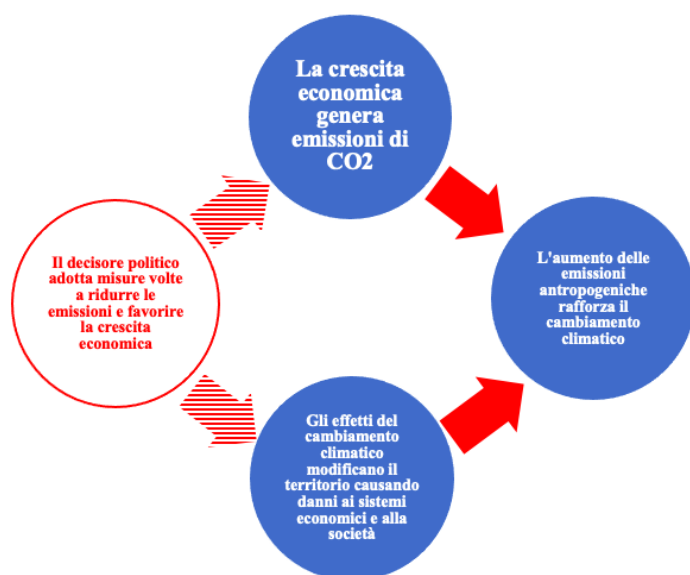 La crescita
economica
genera
emissioni di
CO2
Il decisore politico
adotta misure volte
a ridurre le
emissioni e favorire
la crescita
economica
L'aumento delle
emissioni
antropogeniche
rafforza il
cambiamento
climatico
Gli effetti del
cambiamento
climatico
modificano il
territorio causando
danni ai sistemi
economici e alla
società